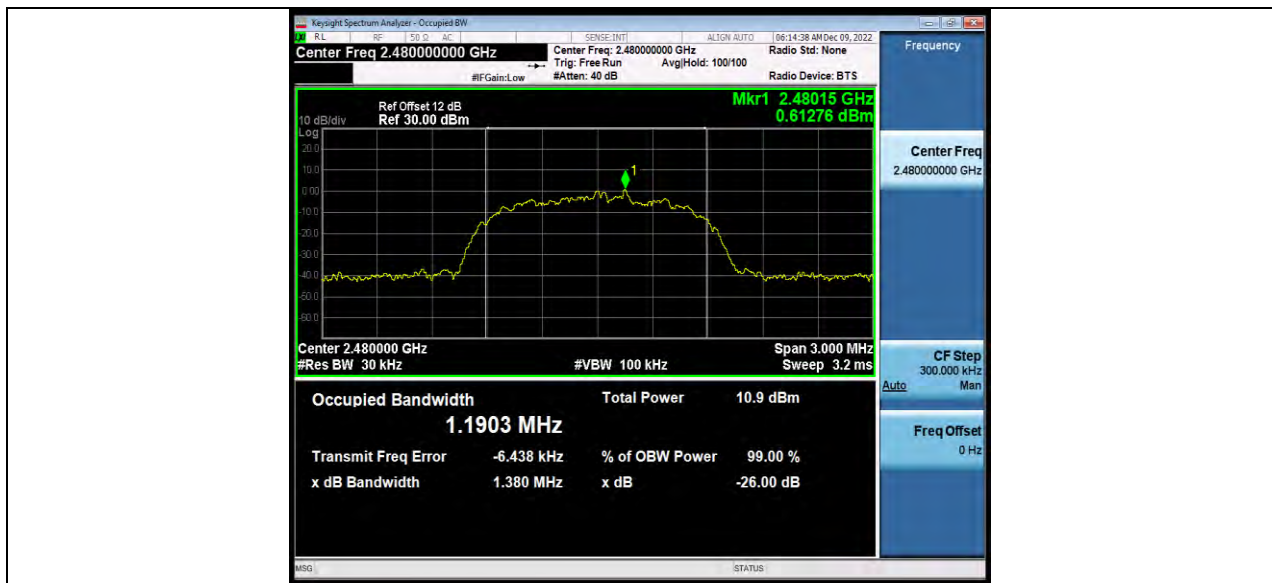 Keysight Spectrum Analyzer - Occupied BW
LXI RL RF 50 Ω AC SENSE:INT ALIGN AUTO 06:14:38 AM Dec 09, 2022
Center Freq 2.480000000 GHz
Center Freq: 2.480000000 GHz
Radio Std: None
Trig: Free Run Avg|Hold: 100/100
#IFGain:Low #Atten: 40 dB Radio Device: BTS
Frequency
Mkr1 2.48015 GHz
0.61276 dBm
Ref Offset 12 dB
10 dB/div Ref 30.00 dBm
Log
20.0
10.0
0.00
-10.0
-20.0
-30.0
-40.0
-50.0
-60.0
1
Center 2.480000 GHz Span 3.000 MHz
#Res BW 30 kHz #VBW 100 kHz Sweep 3.2 ms
Occupied Bandwidth Total Power 10.9 dBm
1.1903 MHz
Transmit Freq Error -6.438 kHz % of OBW Power 99.00 %
x dB Bandwidth 1.380 MHz x dB -26.00 dB
Center Freq
2.480000000 GHz
CF Step
300.000 kHz
Auto Man
Freq Offset
0 Hz
MSG STATUS